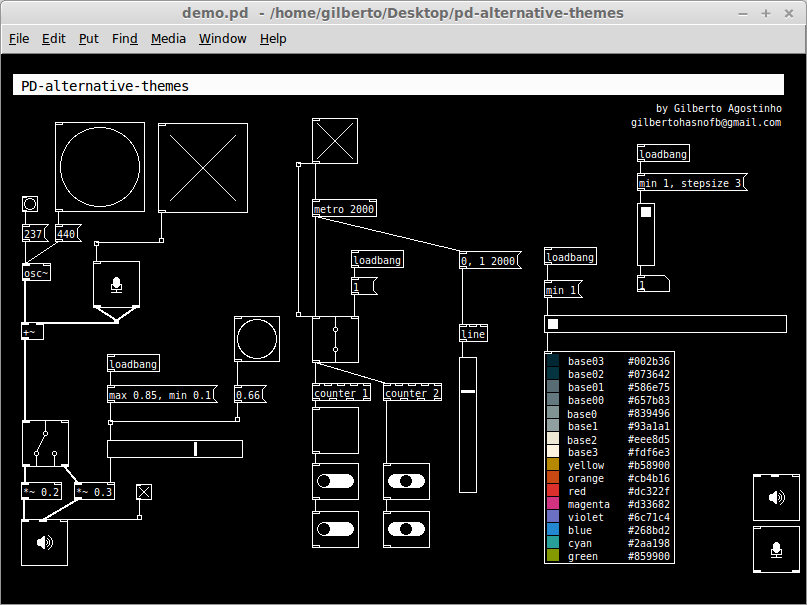 demo.pd - /home/gilberto/Desktop/pd-alternative-themes
File Edit Put Find Media Window Help
PD-alternative-themes
by Gilberto Agostinho
gilbertohasnofb@gmail.com
loadbang
min 1, stepsize 3
1
237
440
osc~
+~
metro 2000
loadbang
1
0, 1 2000
line
loadbang
min 1
loadbang
max 0.85, min 0.1
0.66
counter 1
counter 2
*~ 0.2
*~ 0.3
base03 #002b36
base02 #073642
base01 #586e75
base00 #657b83
base0 #839496
base1 #93a1a1
base2 #eee8d5
base3 #fdf6e3
yellow #b58900
orange #cb4b16
red #dc322f
magenta #d33682
violet #6c71c4
blue #268bd2
cyan #2aa198
green #859900